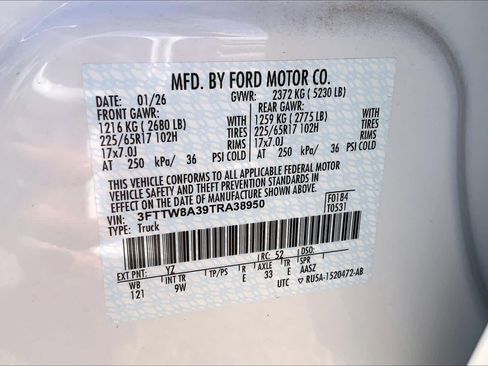 MFD. BY FORD MOTOR CO.
DATE: 01/26 GVWR: 2372 KG ( 5230 LB)
FRONT GAWR: REAR GAWR:
1216 KG ( 2680 LB) WITH 1259 KG ( 2775 LB) WITH
225/65R17 102H TIRES 225/65R17 102H TIRES
17x7.0J RIMS 17x7.0J RIMS
AT 250 kPa/ 36 PSI COLD AT 250 kPa/ 36 PSI COLD
THIS VEHICLE CONFORMS TO ALL APPLICABLE FEDERAL MOTOR
VEHICLE SAFETY AND THEFT PREVENTION STANDARDS IN
EFFECT ON THE DATE OF MANUFACTURE SHOWN ABOVE.
VIN: 3FTTW8A39TRA38950 F0184
TYPE: Truck T0531
EXT PNT: YZ RC: 52 DSO:
WB INT TR TP/PS R AXLE TR SPR
121 9W E 33 E AASZ
UTC ▽ RU5A-1520472-AB